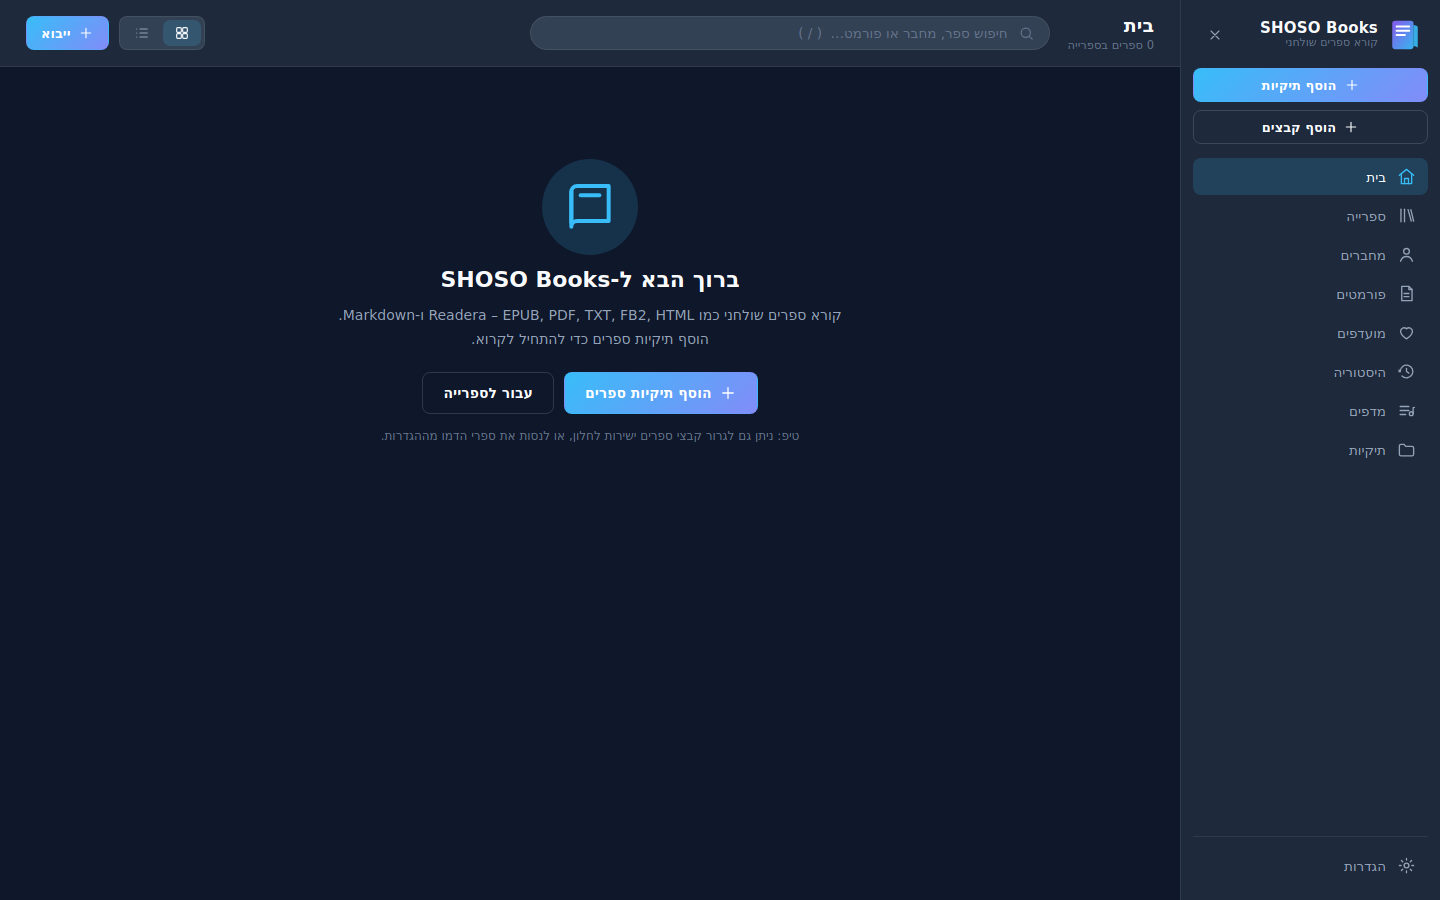 SHOSO Books
קורא ספרים שולחני
הוסף תיקיות
הוסף קבצים
בית
ספרייה
מחברים
פורמטים
מועדפים
היסטוריה
מדפים
תיקיות
הגדרות
בית
0 ספרים בספרייה
חיפוש ספר, מחבר או פורמט... ( / )
ייבוא
ברוך הבא ל-SHOSO Books
קורא ספרים שולחני כמו Readera – EPUB, PDF, TXT, FB2, HTML ו-Markdown.
הוסף תיקיות ספרים כדי להתחיל לקרוא.
הוסף תיקיות ספרים
עבור לספרייה
טיפ: ניתן גם לגרור קבצי ספרים ישירות לחלון, או לנסות את ספרי הדמו מההגדרות.